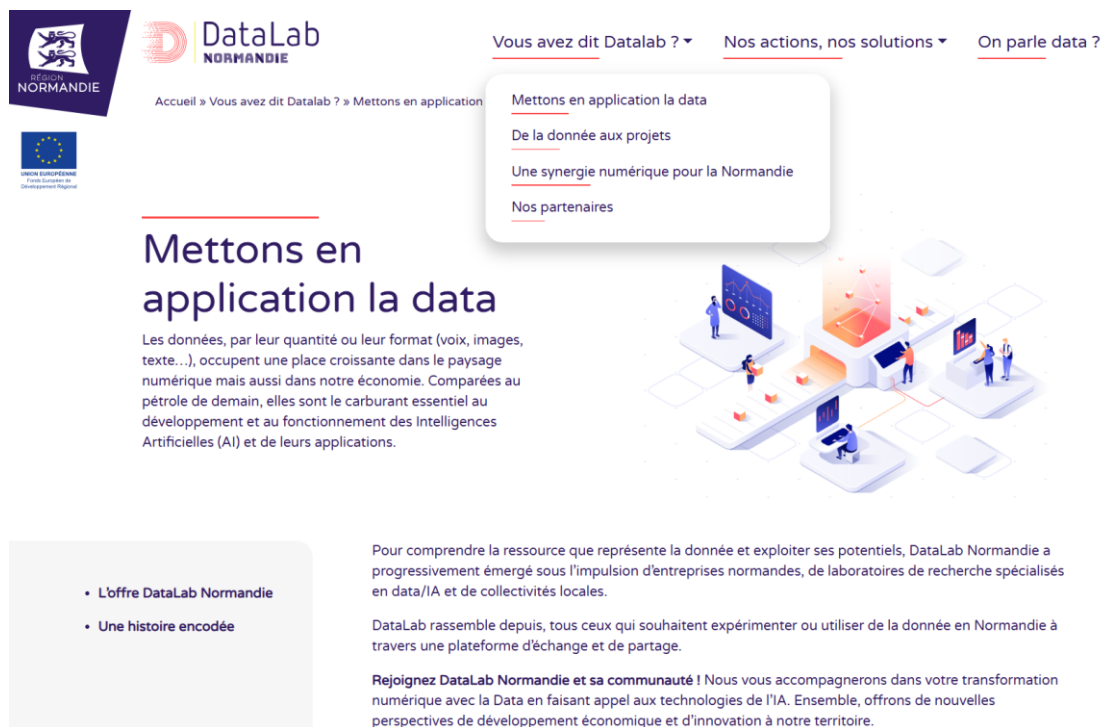 RÉGION
NORMANDIE
DataLab
NORMANDIE
Vous avez dit Datalab ?
Nos actions, nos solutions
On parle data ?
Accueil » Vous avez dit Datalab ? » Mettons en application
Mettons en application la data
De la donnée aux projets
Une synergie numérique pour la Normandie
Nos partenaires
UNION EUROPÉENNE
Fonds Européen de
Développement Régional
Mettons en
application la data
Les données, par leur quantité ou leur format (voix, images,
texte…), occupent une place croissante dans le paysage
numérique mais aussi dans notre économie. Comparées au
pétrole de demain, elles sont le carburant essentiel au
développement et au fonctionnement des Intelligences
Artificielles (AI) et de leurs applications.
• L'offre DataLab Normandie
• Une histoire encodée
Pour comprendre la ressource que représente la donnée et exploiter ses potentiels, DataLab Normandie a
progressivement émergé sous l'impulsion d'entreprises normandes, de laboratoires de recherche spécialisés
en data/IA et de collectivités locales.
DataLab rassemble depuis, tous ceux qui souhaitent expérimenter ou utiliser de la donnée en Normandie à
travers une plateforme d'échange et de partage.
Rejoignez DataLab Normandie et sa communauté ! Nous vous accompagnerons dans votre transformation
numérique avec la Data en faisant appel aux technologies de l'IA. Ensemble, offrons de nouvelles
perspectives de développement économique et d'innovation à notre territoire.